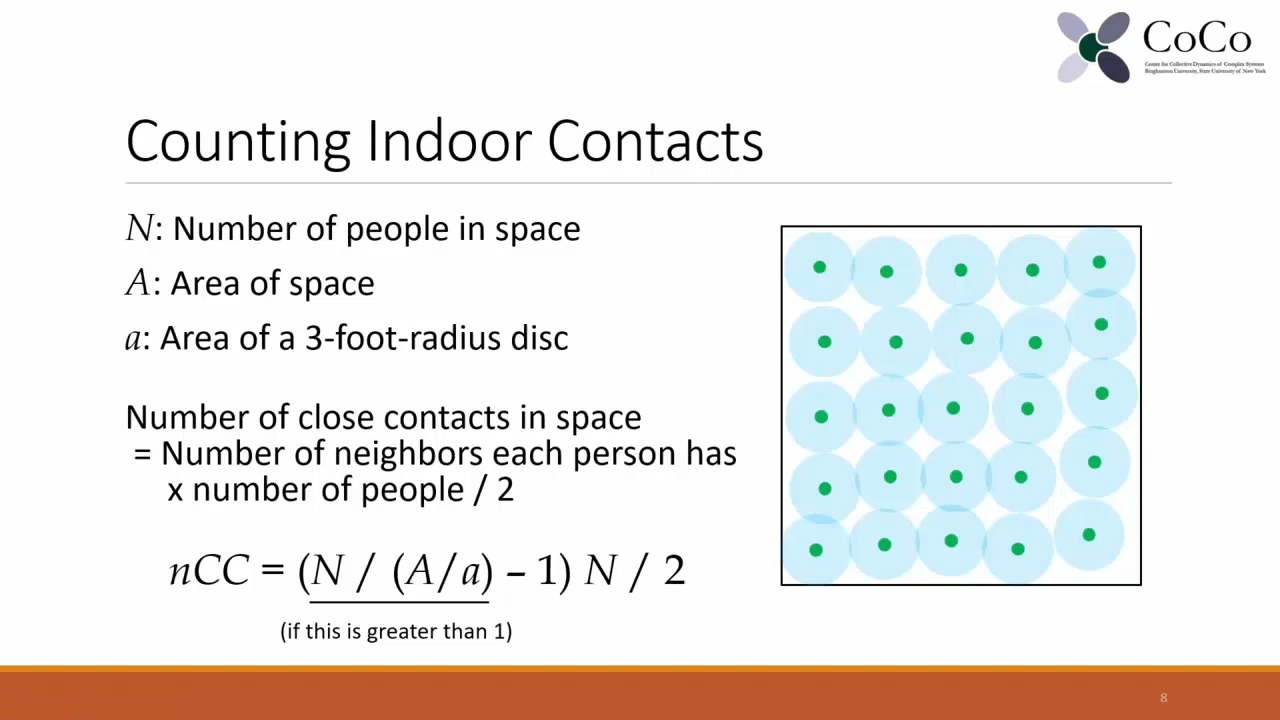 CoCo
Center for Collective Dynamics of Complex Systems
Binghamton University, State University of New York
Counting Indoor Contacts
N: Number of people in space
A: Area of space
a: Area of a 3-foot-radius disc
Number of close contacts in space
= Number of neighbors each person has
x number of people / 2
nCC = (N / (A/a) – 1) N / 2
(if this is greater than 1)
8